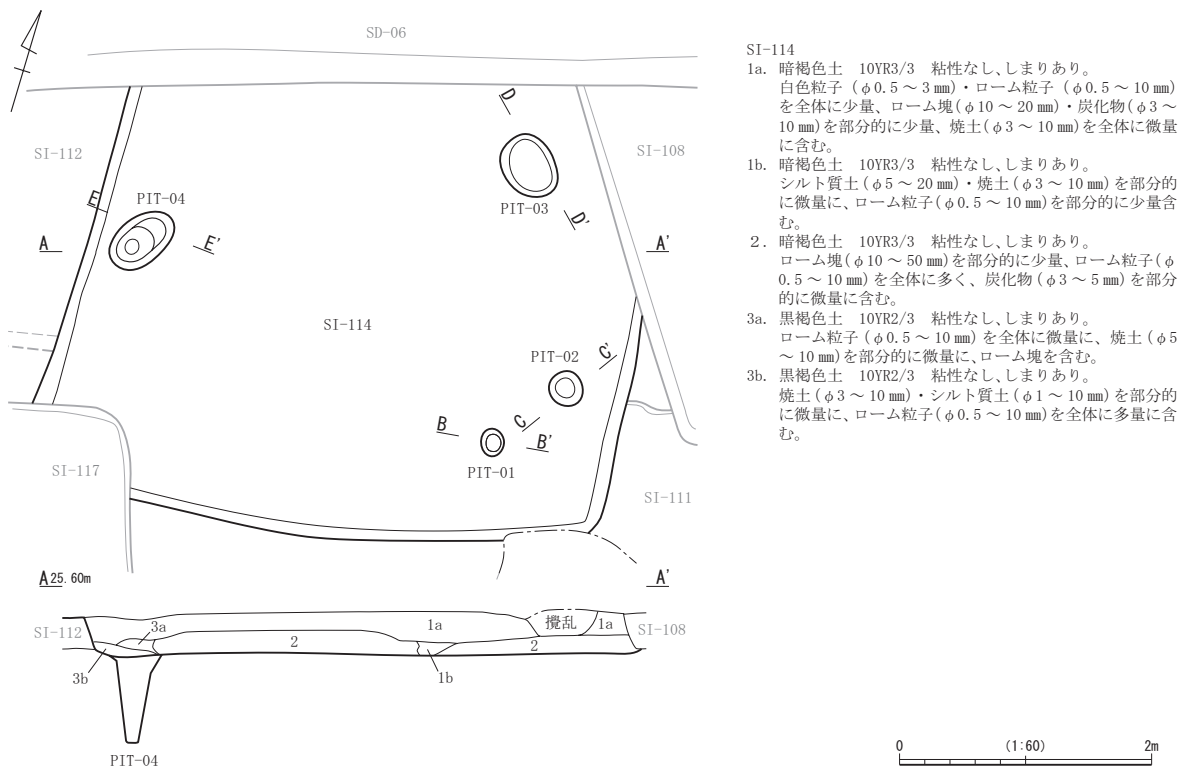 SD-06
SI-112
SI-108
PIT-04
PIT-03
D
D'
E
E'
A
A'
SI-114
PIT-02
C
C'
B
B'
PIT-01
SI-117
SI-111
A 25.60m
A'
SI-112
3a
1a
攪乱
1a
SI-108
2
2
3b
1b
PIT-04
SI-114
1a. 暗褐色土　10YR3/3　粘性なし、しまりあり。
白色粒子（φ0.5～3㎜）・ローム粒子（φ0.5～10㎜）
を全体に少量、ローム塊(φ10～20㎜)・炭化物(φ3～
10㎜)を部分的に少量、焼土(φ3～10㎜)を全体に微量
に含む。
1b. 暗褐色土　10YR3/3　粘性なし、しまりあり。
シルト質土(φ5～20㎜)・焼土(φ3～10㎜)を部分的
に微量に、ローム粒子(φ0.5～10㎜)を部分的に少量含
む。
2. 暗褐色土　10YR3/3　粘性なし、しまりあり。
ローム塊(φ10～50㎜)を部分的に少量、ローム粒子(φ
0.5～10㎜)を全体に多く、炭化物(φ3～5㎜)を部分
的に微量に含む。
3a. 黒褐色土　10YR2/3　粘性なし、しまりあり。
ローム粒子(φ0.5～10㎜)を全体に微量に、焼土(φ5
～10㎜)を部分的に微量に、ローム塊を含む。
3b. 黒褐色土　10YR2/3　粘性なし、しまりあり。
焼土(φ3～10㎜)・シルト質土(φ1～10㎜)を部分的
に微量に、ローム粒子(φ0.5～10㎜)を全体に多量に含
む。
0 (1:60) 2m